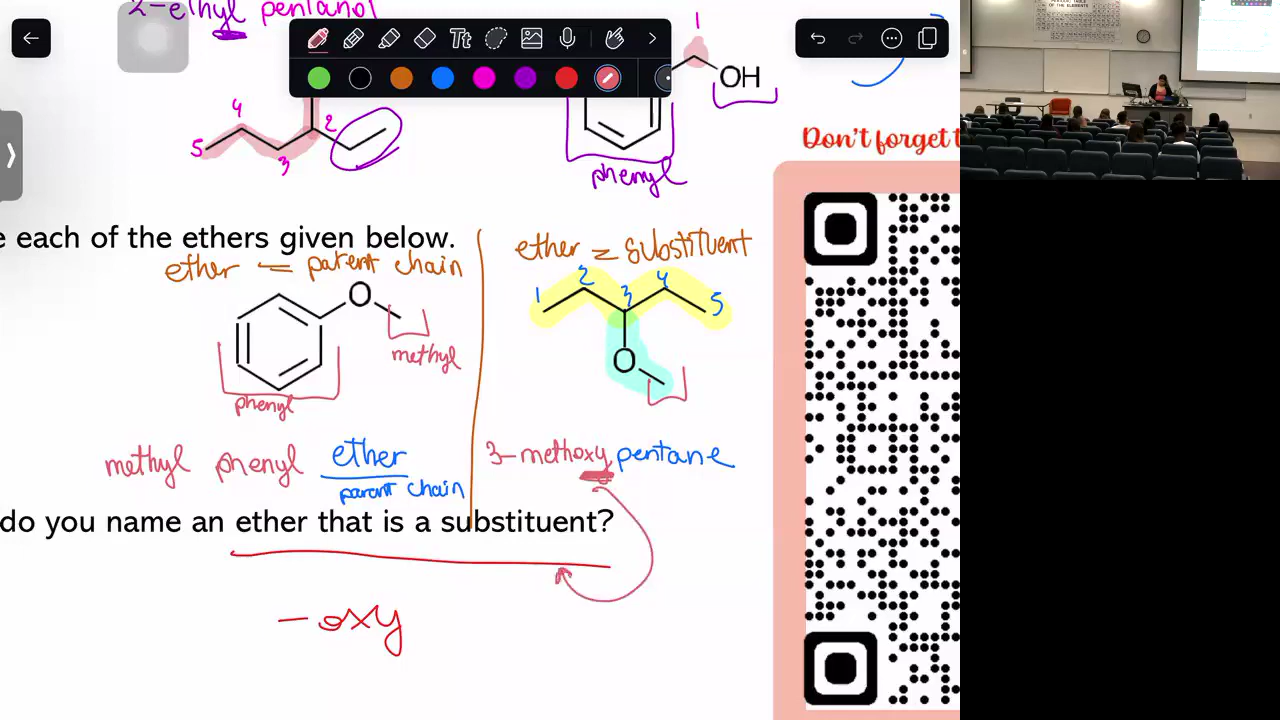 2-ethyl pentanol
Tt
1
OH
4
2
5
3
phenyl
Don't forget t
e each of the ethers given below.
ether = parent chain
ether = substituent
O
methyl
phenyl
1 2 3 4 5
O
methyl phenyl ether
parent chain
3-methoxy pentane
do you name an ether that is a substituent?
-oxy